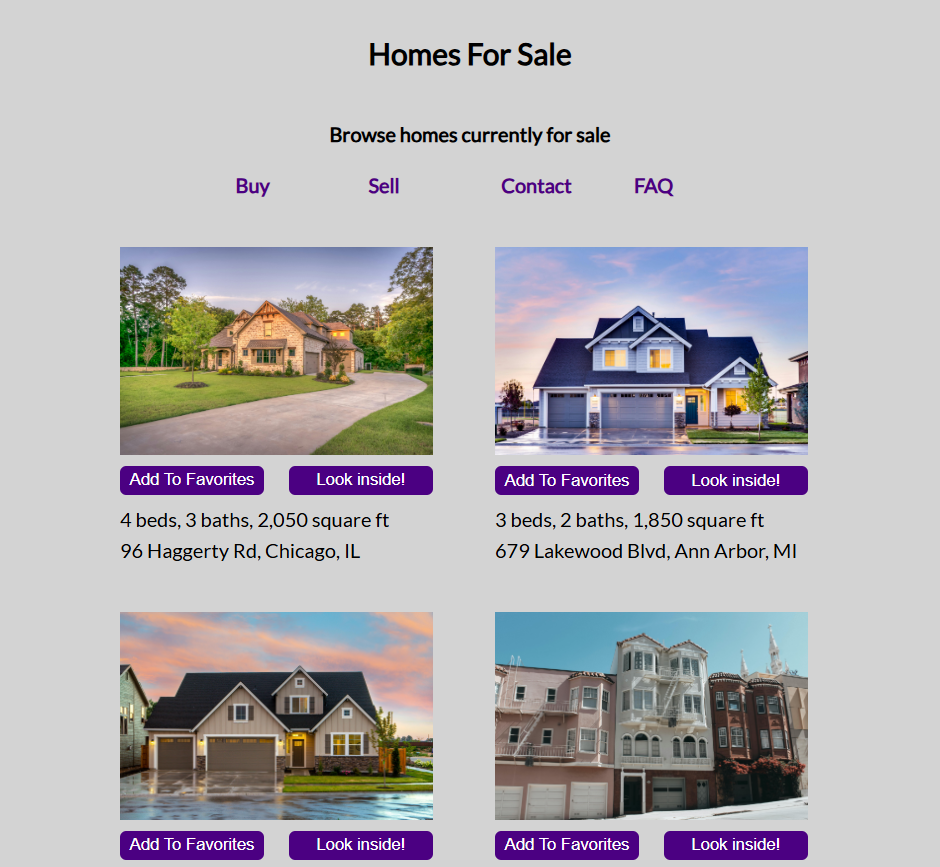 Homes For Sale
Browse homes currently for sale
Buy Sell Contact FAQ
Add To Favorites Look inside! Add To Favorites Look inside!
4 beds, 3 baths, 2,050 square ft 3 beds, 2 baths, 1,850 square ft
96 Haggerty Rd, Chicago, IL 679 Lakewood Blvd, Ann Arbor, MI
Add To Favorites Look inside! Add To Favorites Look inside!